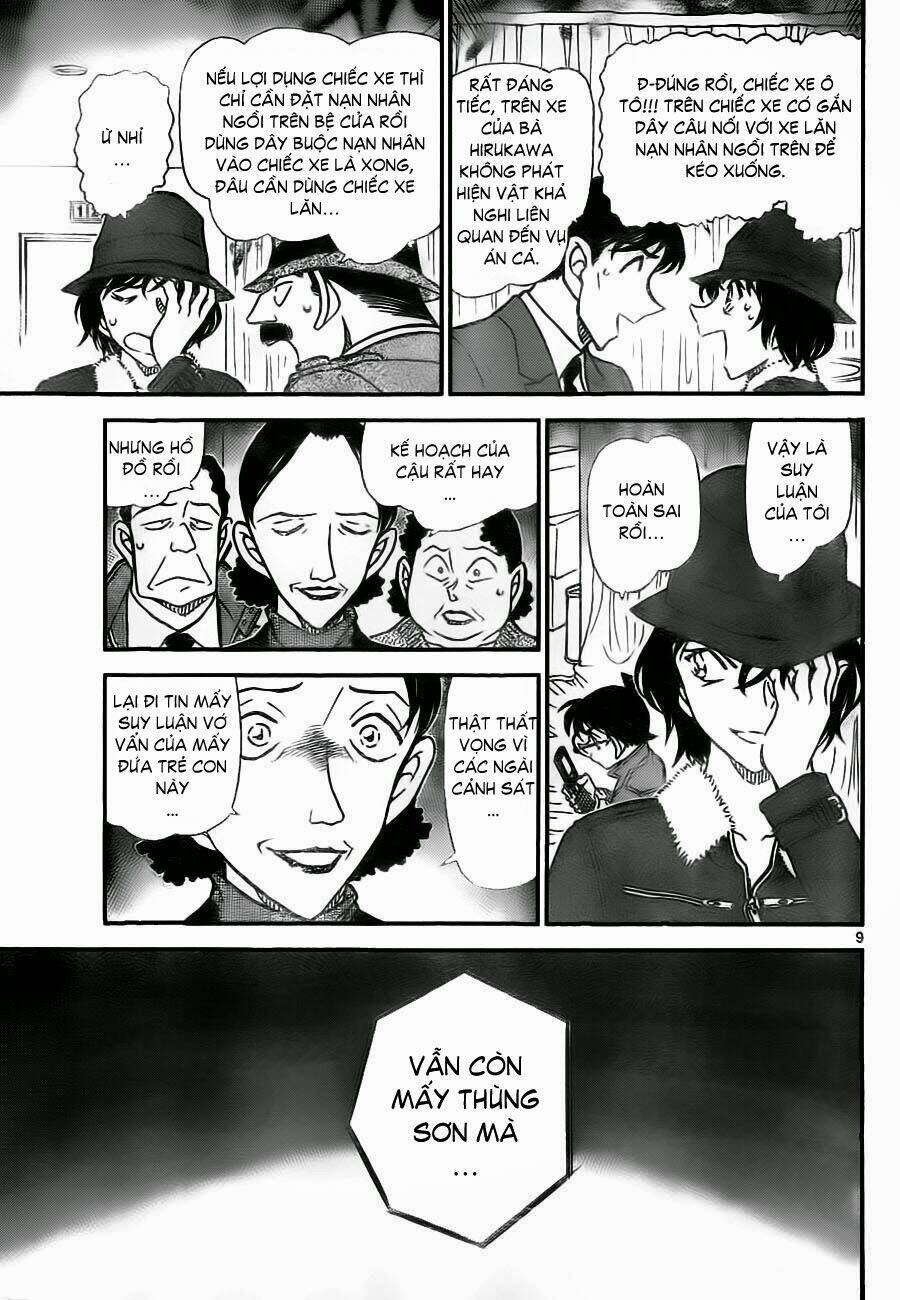 Đ-ĐÚNG RỒI, CHIẾC XE Ô
TÔ!!! TRÊN CHIẾC XE CÓ GẮN
DÂY CÂU NỐI VỚI XE LĂN
NẠN NHÂN NGỒI TRÊN ĐỂ
KÉO XUỐNG.
RẤT ĐÁNG
TIẾC, TRÊN XE
CỦA BÀ
HIRUKAWA
KHÔNG PHÁT
HIỆN VẬT KHẢ
NGHI LIÊN
QUAN ĐẾN VỤ
ÁN CẢ.
NẾU LỢI DỤNG CHIẾC XE THÌ
CHỈ CẦN ĐẶT NẠN NHÂN
NGỒI TRÊN BỆ CỬA RỒI
DÙNG DÂY BUỘC NẠN NHÂN
VÀO CHIẾC XE LÀ XONG,
ĐÂU CẦN DÙNG CHIẾC XE
LĂN...
Ừ NHỈ
...
VẬY LÀ
SUY
LUẬN
CỦA TÔI
...
HOÀN
TOÀN SAI
RỒI...
KẾ HOẠCH CỦA
CẬU RẤT HAY
...
NHƯNG HỒ
ĐỒ RỒI
...
THẬT THẤT
VỌNG VÌ
CÁC NGÀI
CẢNH SÁT
LẠI ĐI TIN MẤY
SUY LUẬN VỚ
VẨN CỦA MẤY
ĐỨA TRẺ CON
NÀY
...
9
VẪN CÒN
MẤY THÙNG
SƠN MÀ
...